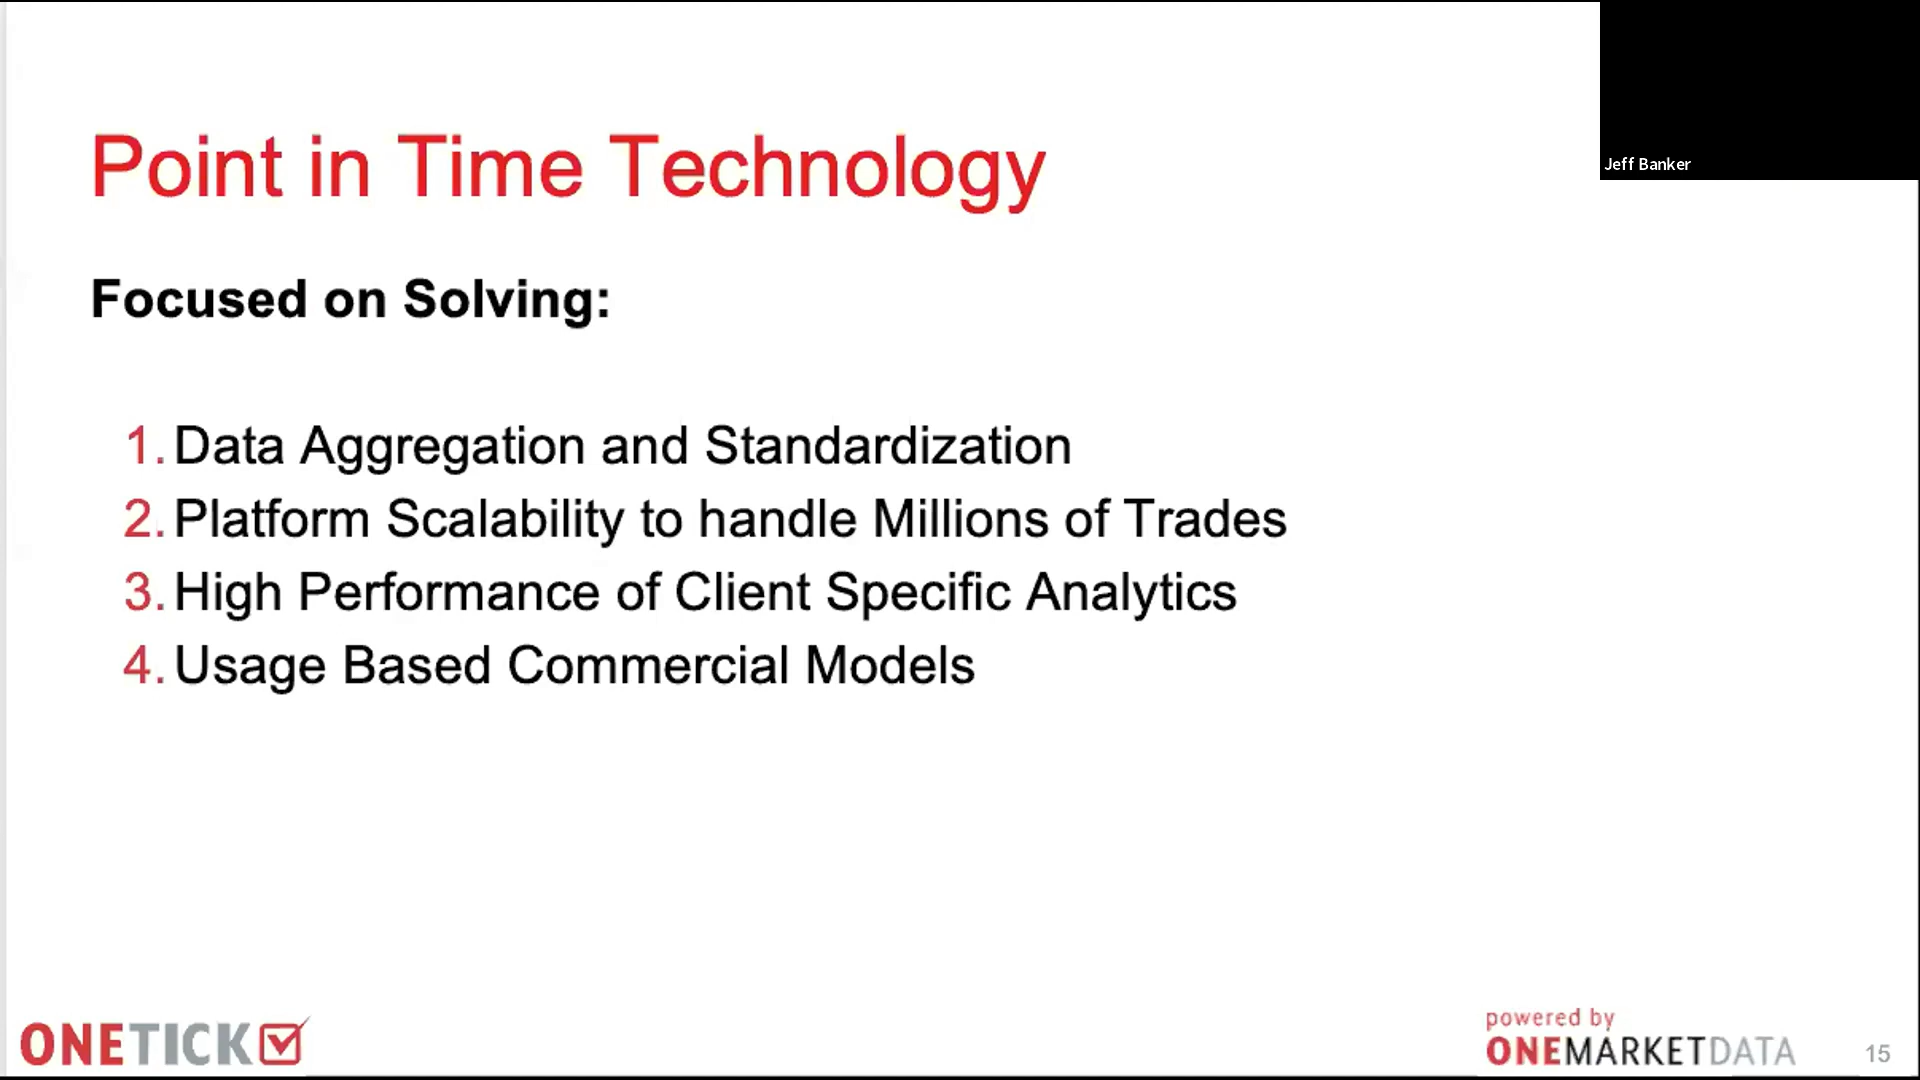 Point in Time Technology
Jeff Banker
Focused on Solving:
1. Data Aggregation and Standardization
2. Platform Scalability to handle Millions of Trades
3. High Performance of Client Specific Analytics
4. Usage Based Commercial Models
ONETICK
powered by
ONEMARKETDATA
15